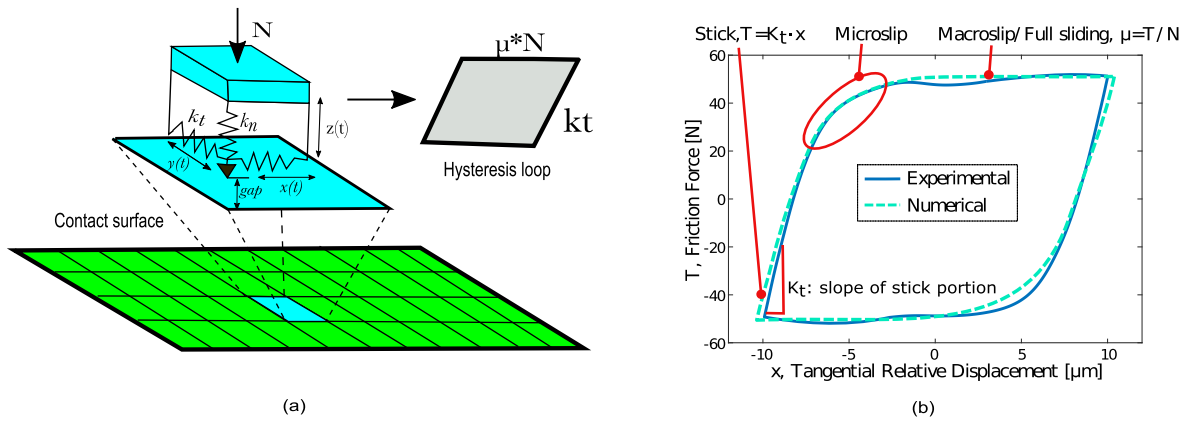 N
μ*N
kt
Hysteresis loop
k_t
k_n
z(t)
y(t)
x(t)
gap
Contact surface
(a)
Stick,T=K_t·x
Microslip
Macroslip/ Full sliding, μ=T/N
60
40
20
0
-20
-40
-60
T, Friction Force [N]
Experimental
Numerical
K_t: slope of stick portion
-10
-5
0
5
10
x, Tangential Relative Displacement [μm]
(b)